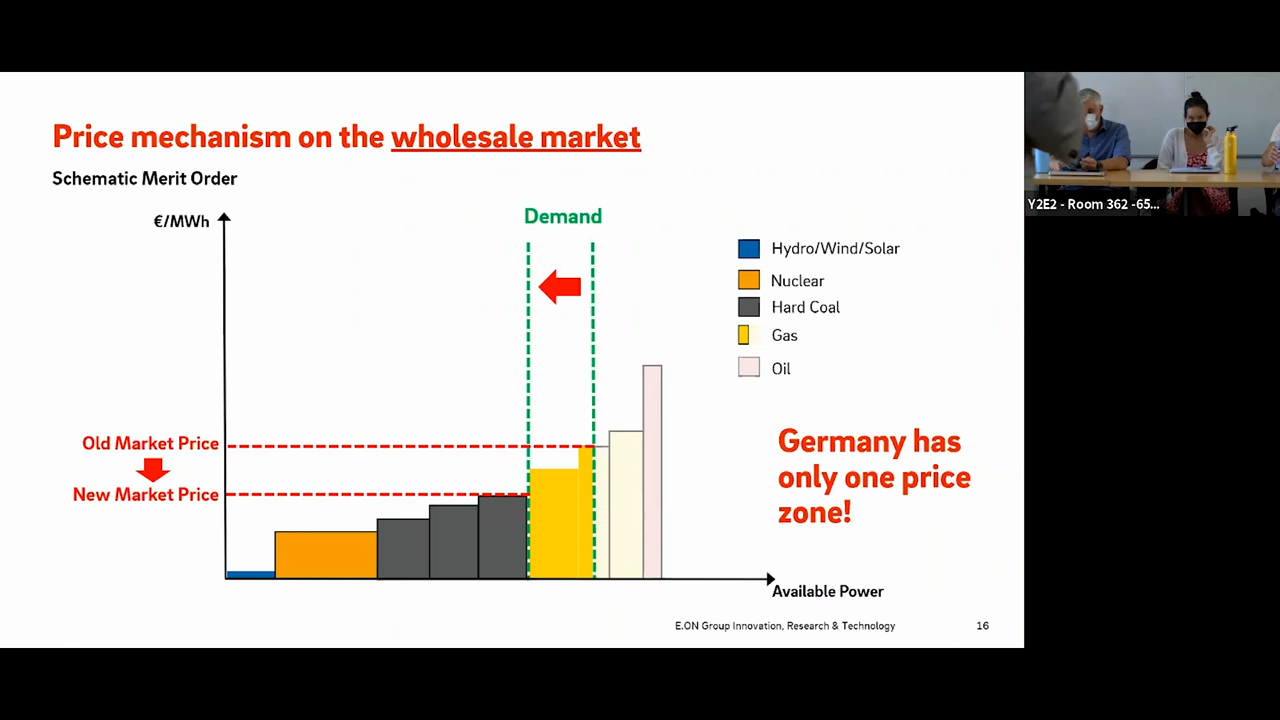 Price mechanism on the wholesale market
Schematic Merit Order
€/MWh
Demand
Hydro/Wind/Solar
Nuclear
Hard Coal
Gas
Oil
Old Market Price
New Market Price
Germany has
only one price
zone!
Available Power
E.ON Group Innovation, Research & Technology
16
Y2E2 - Room 362 -65...